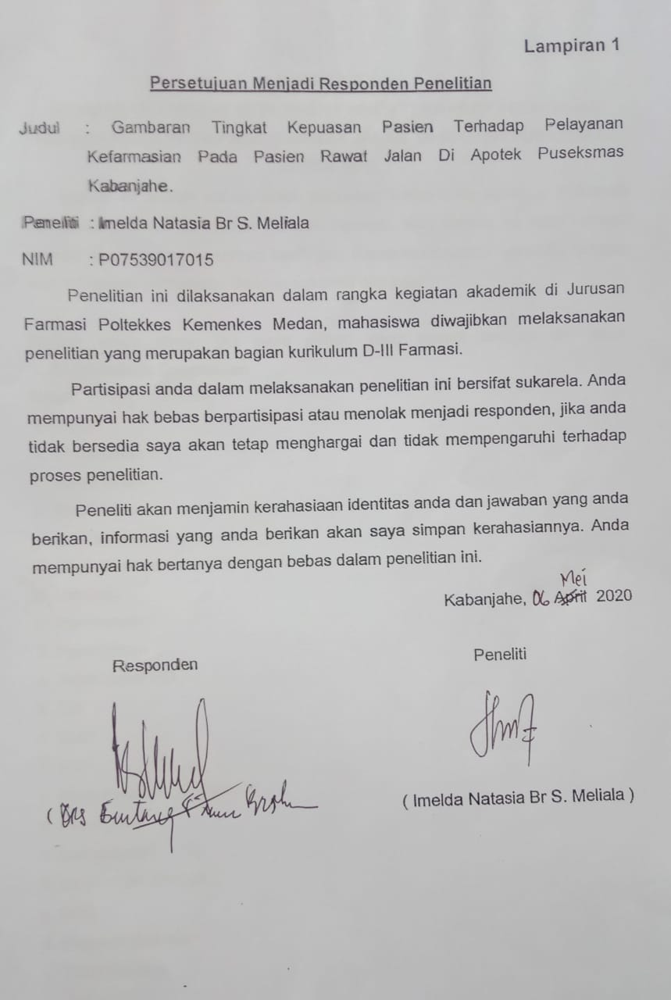 Lampiran 1
Persetujuan Menjadi Responden Penelitian
Judul : Gambaran Tingkat Kepuasan Pasien Terhadap Pelayanan
Kefarmasian Pada Pasien Rawat Jalan Di Apotek Puseksmas
Kabanjahe.
Peneliti : Imelda Natasia Br S. Meliala
NIM : P07539017015
Penelitian ini dilaksanakan dalam rangka kegiatan akademik di Jurusan
Farmasi Poltekkes Kemenkes Medan, mahasiswa diwajibkan melaksanakan
penelitian yang merupakan bagian kurikulum D-III Farmasi.
Partisipasi anda dalam melaksanakan penelitian ini bersifat sukarela. Anda
mempunyai hak bebas berpartisipasi atau menolak menjadi responden, jika anda
tidak bersedia saya akan tetap menghargai dan tidak mempengaruhi terhadap
proses penelitian.
Peneliti akan menjamin kerahasiaan identitas anda dan jawaban yang anda
berikan, informasi yang anda berikan akan saya simpan kerahasiannya. Anda
mempunyai hak bertanya dengan bebas dalam penelitian ini.
Mei
Kabanjahe, 06 April 2020
Responden
Peneliti
( Drs
( Imelda Natasia Br S. Meliala )